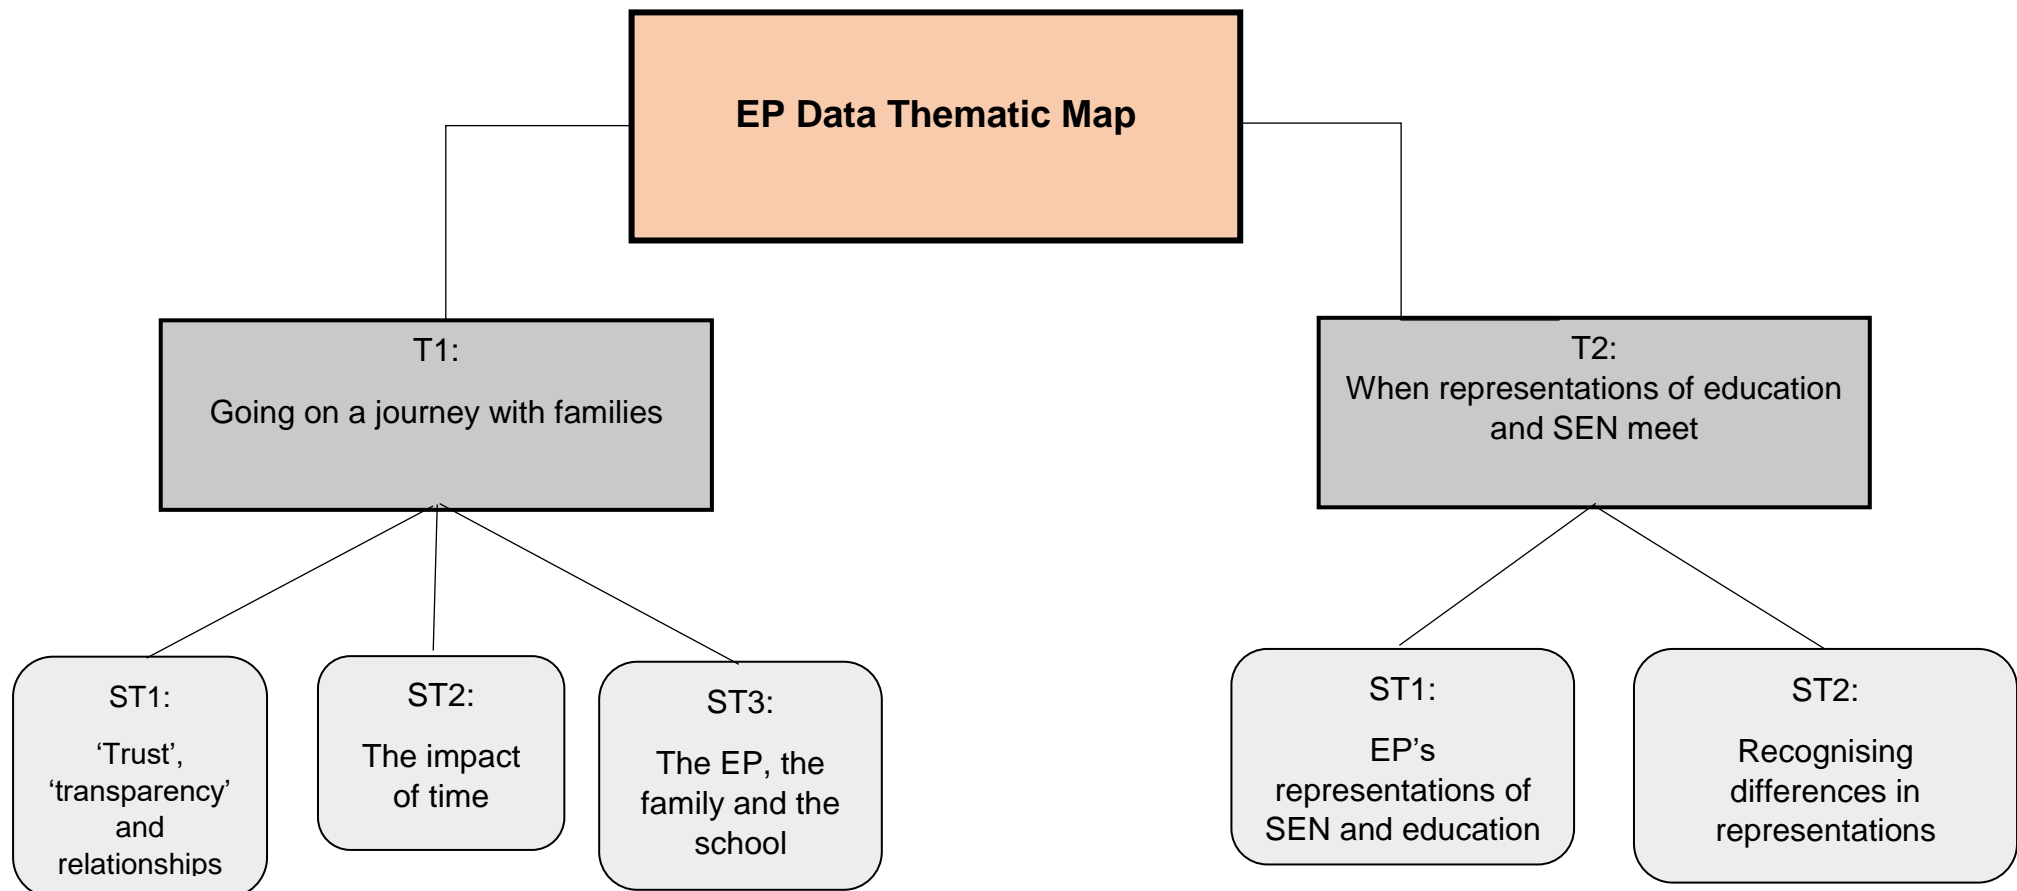 EP Data Thematic Map
T1:
Going on a journey with families
T2:
When representations of education
and SEN meet
ST1:
‘Trust’,
‘transparency’
and
relationships
ST2:
The impact
of time
ST3:
The EP, the
family and the
school
ST1:
EP’s
representations of
SEN and education
ST2:
Recognising
differences in
representations